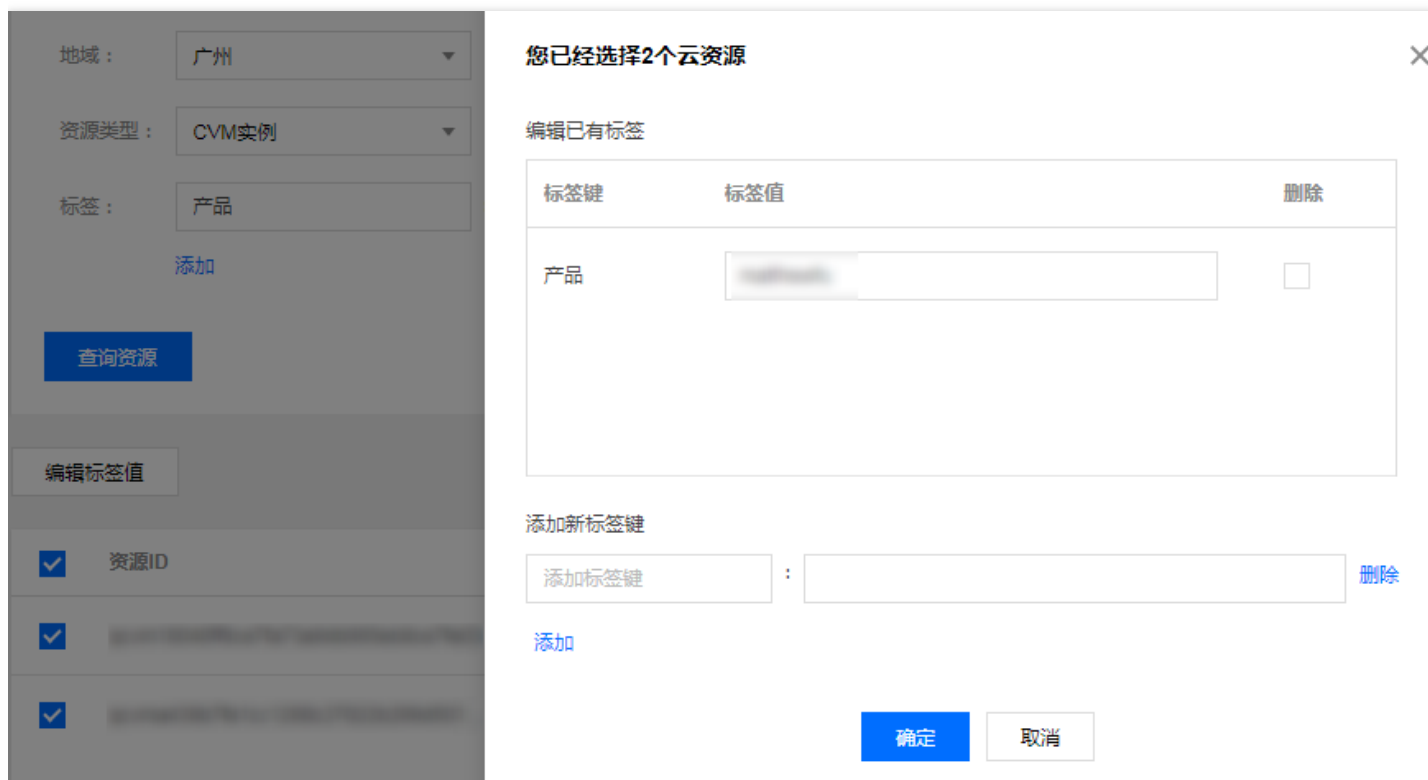 地域：
广州
资源类型：
CVM实例
标签：
产品
添加
查询资源
编辑标签值
资源ID
您已经选择2个云资源
编辑已有标签
标签键 标签值 删除
产品
添加新标签键
添加标签键 : 删除
添加
确定 取消